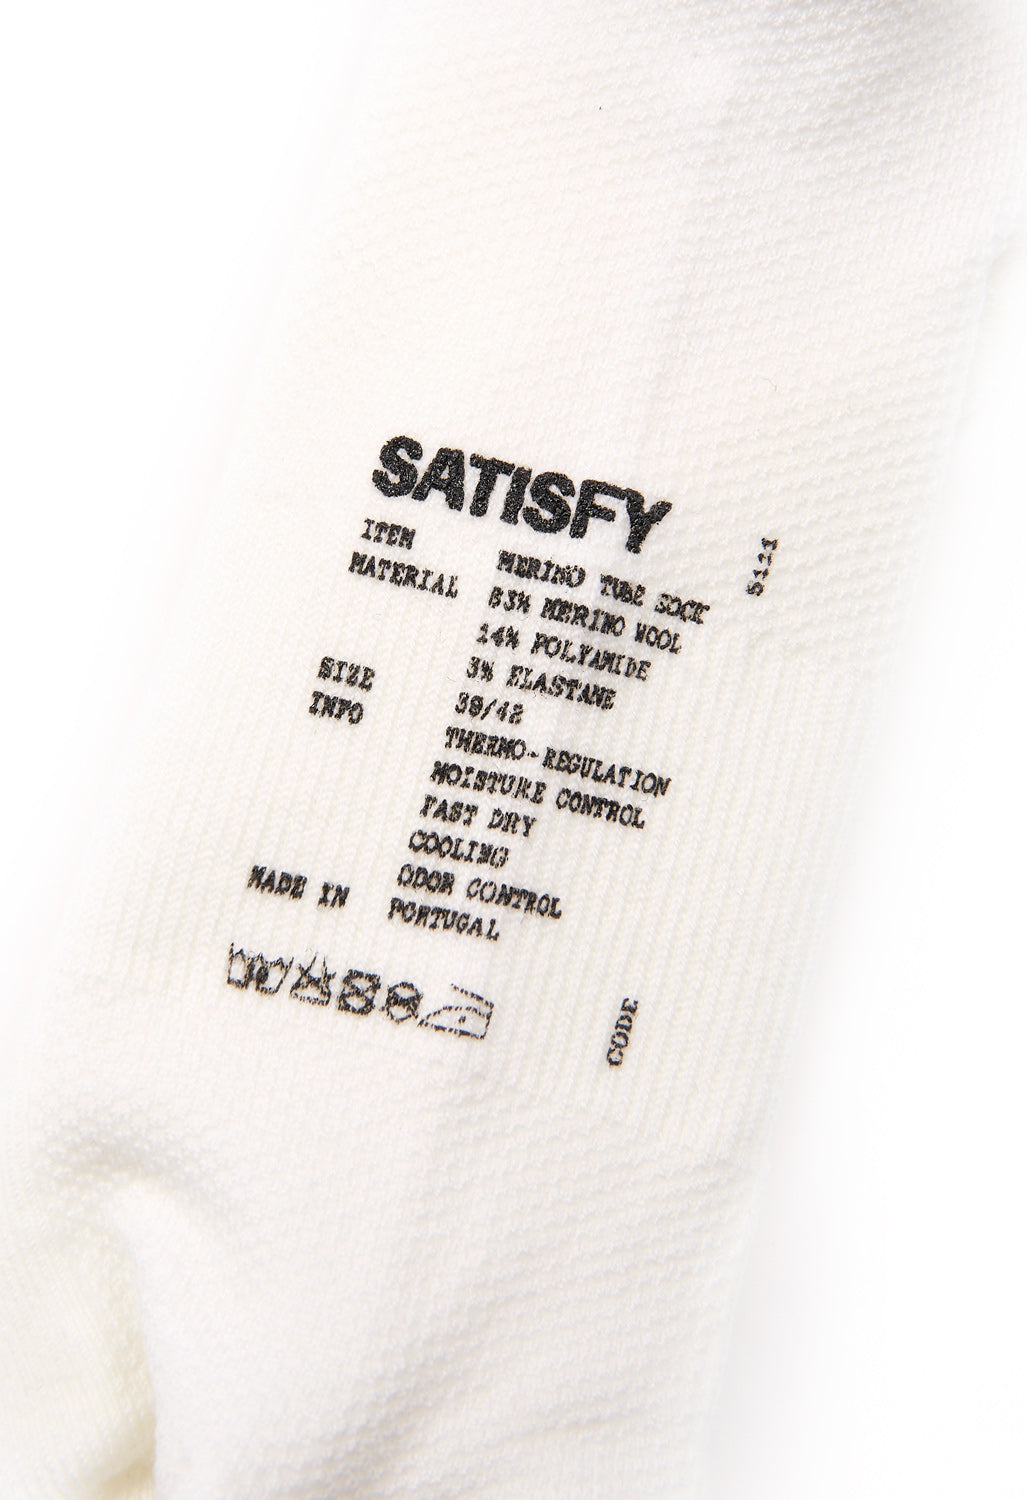 SATISFY
ITEM MERINO TUBE SOCK
MATERIAL 83% MERINO WOOL
14% POLYAMIDE
3% ELASTANE
SIZE 39/42
INFO THERMO-REGULATION
MOISTURE CONTROL
FAST DRY
COOLING
ODOR CONTROL
MADE IN PORTUGAL
CODE